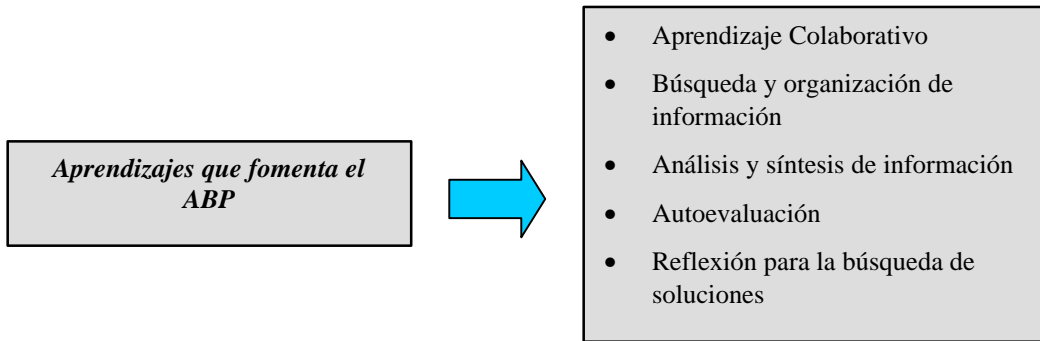 Aprendizajes que fomenta el
ABP
• Aprendizaje Colaborativo
• Búsqueda y organización de
información
• Análisis y síntesis de información
• Autoevaluación
• Reflexión para la búsqueda de
soluciones